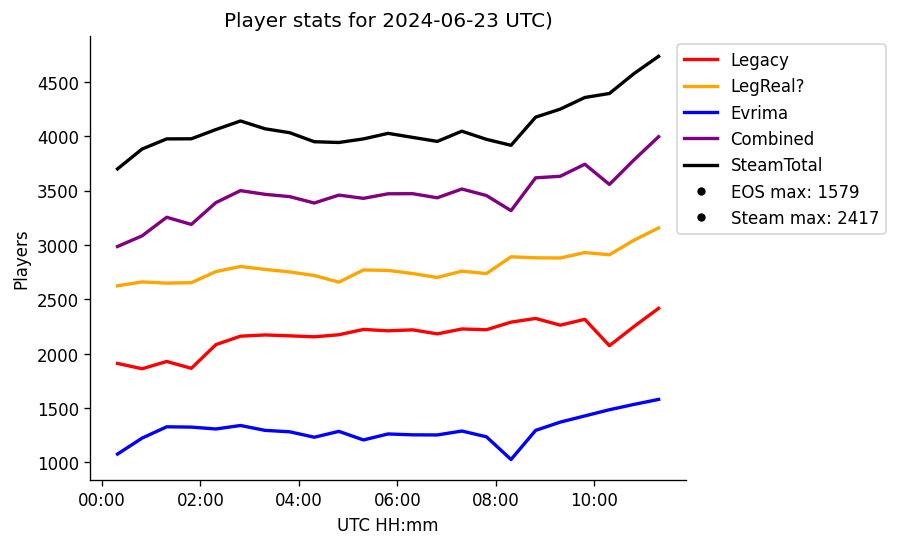 Player stats for 2024-06-23 UTC)
Legacy
LegReal?
Evrima
Combined
SteamTotal
EOS max: 1579
Steam max: 2417
Players
4500
4000
3500
3000
2500
2000
1500
1000
00:00 02:00 04:00 06:00 08:00 10:00
UTC HH:mm